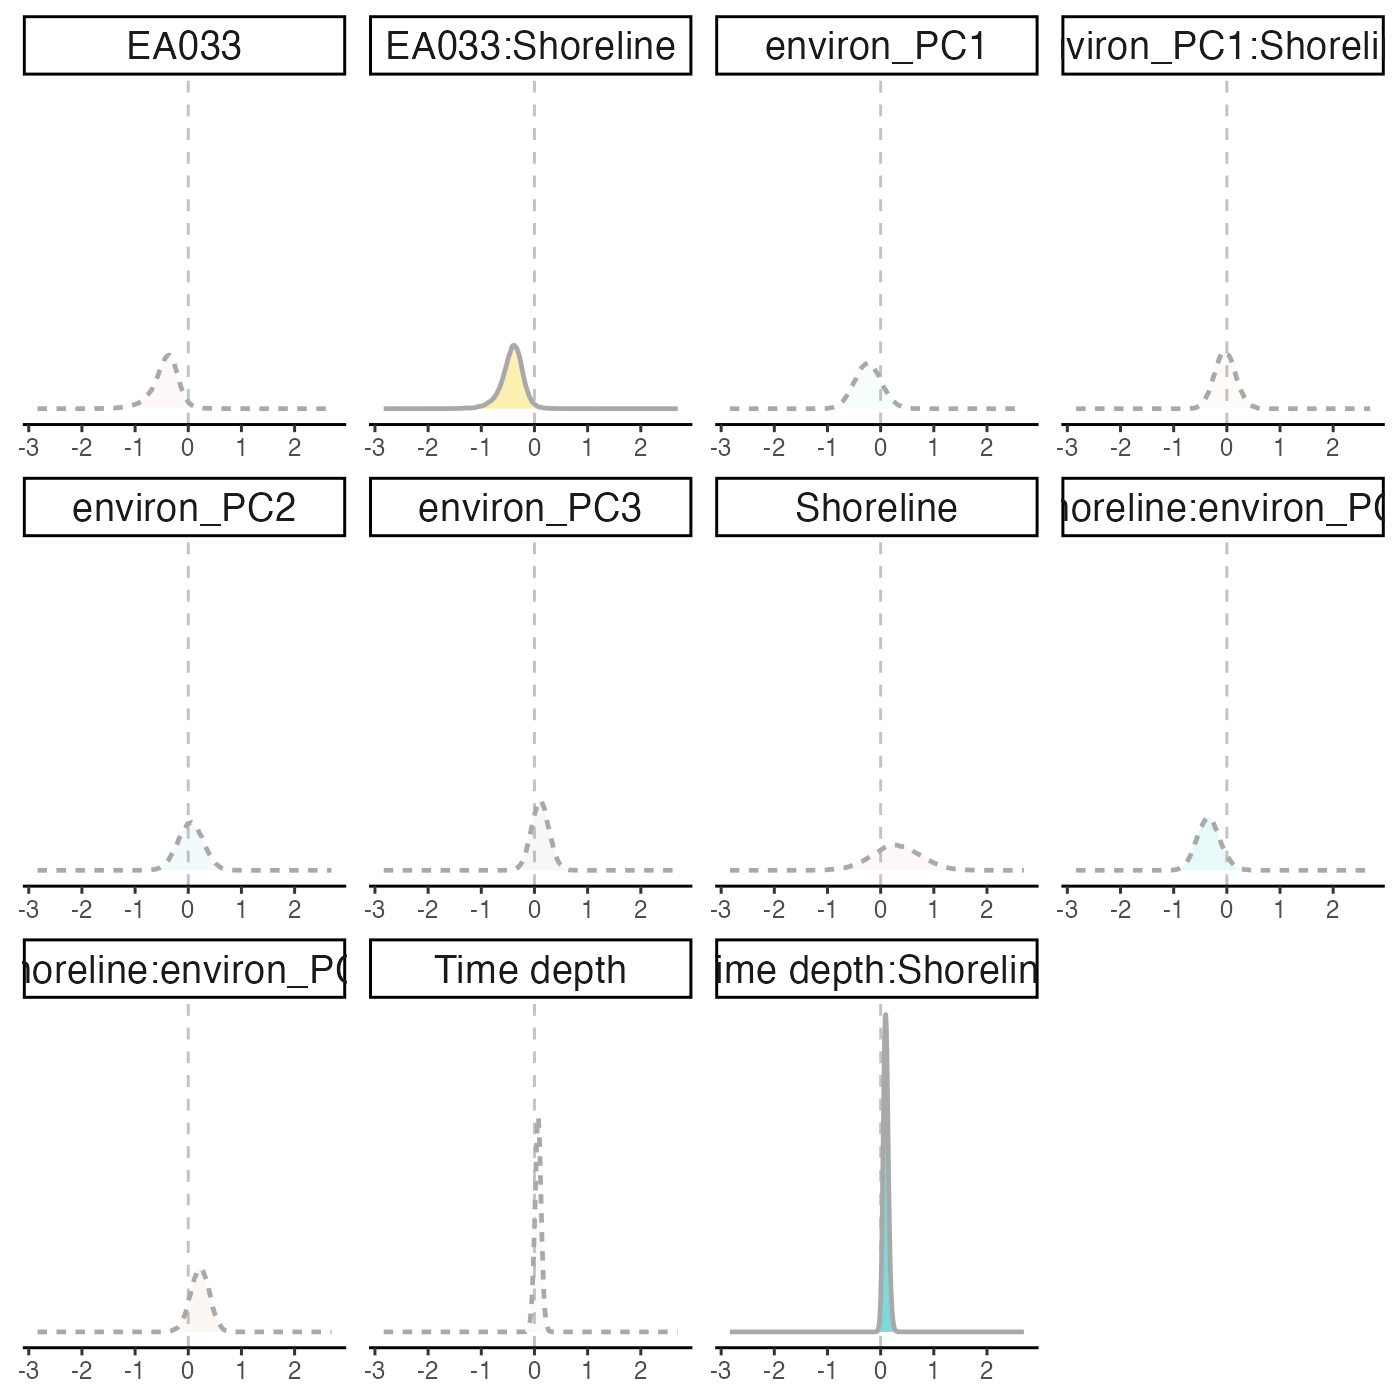 EA033
EA033:Shoreline
environ_PC1
viron_PC1:Shoreli
-3 -2 -1 0 1 2
-3 -2 -1 0 1 2
-3 -2 -1 0 1 2
-3 -2 -1 0 1 2
environ_PC2
environ_PC3
Shoreline
horeline:environ_PC
-3 -2 -1 0 1 2
-3 -2 -1 0 1 2
-3 -2 -1 0 1 2
-3 -2 -1 0 1 2
horeline:environ_PC
Time depth
ime depth:Shorelin
-3 -2 -1 0 1 2
-3 -2 -1 0 1 2
-3 -2 -1 0 1 2